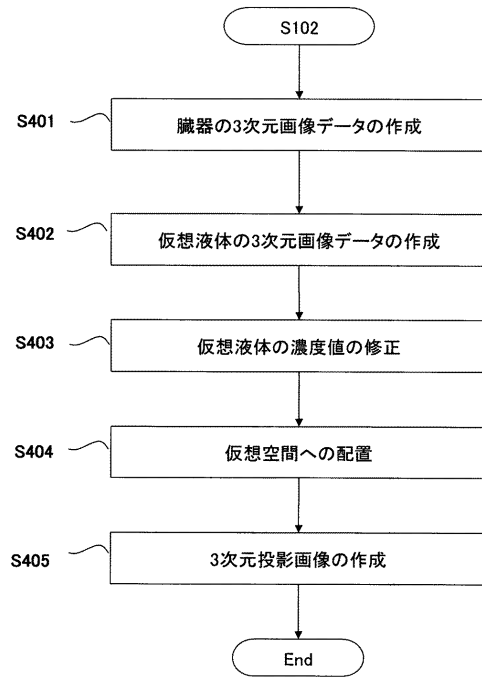 S102
S401
臓器の3次元画像データの作成
S402
仮想液体の3次元画像データの作成
S403
仮想液体の濃度値の修正
S404
仮想空間への配置
S405
3次元投影画像の作成
End